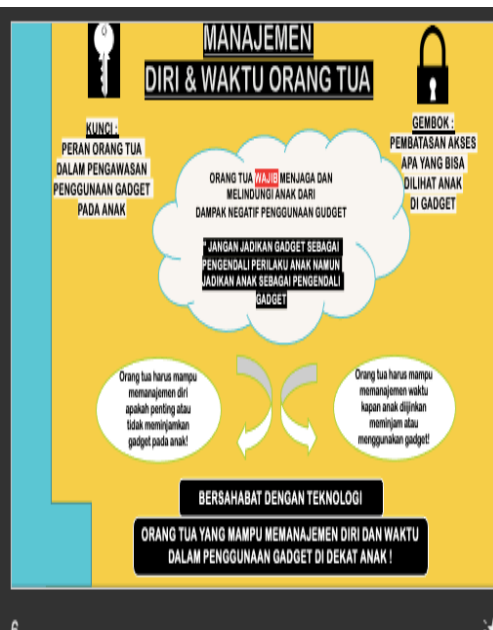 MANAJEMEN
DIRI & WAKTU ORANG TUA
KUNCI :
PERAN ORANG TUA
DALAM PENGAWASAN
PENGGUNAAN GADGET
PADA ANAK
GEMBOK :
PEMBATASAN AKSES
APA YANG BISA
DILIHAT ANAK
DI GADGET
ORANG TUA WAJIB MENJAGA DAN
MELINDUNGI ANAK DARI
DAMPAK NEGATIF PENGGUNAAN GUDGET
" JANGAN JADIKAN GADGET SEBAGAI
PENGENDALI PERILAKU ANAK NAMUN
JADIKAN ANAK SEBAGAI PENGENDALI
GADGET
Orang tua harus mampu
memanajemen diri
apakah penting atau
tidak meminjamkan
gadget pada anak!
Orang tua harus mampu
memanajemen waktu
kapan anak diijinkan
meminjam atau
menggunakan gadget!
BERSAHABAT DENGAN TEKNOLOGI
ORANG TUA YANG MAMPU MEMANAJEMEN DIRI DAN WAKTU
DALAM PENGGUNAAN GADGET DI DEKAT ANAK !